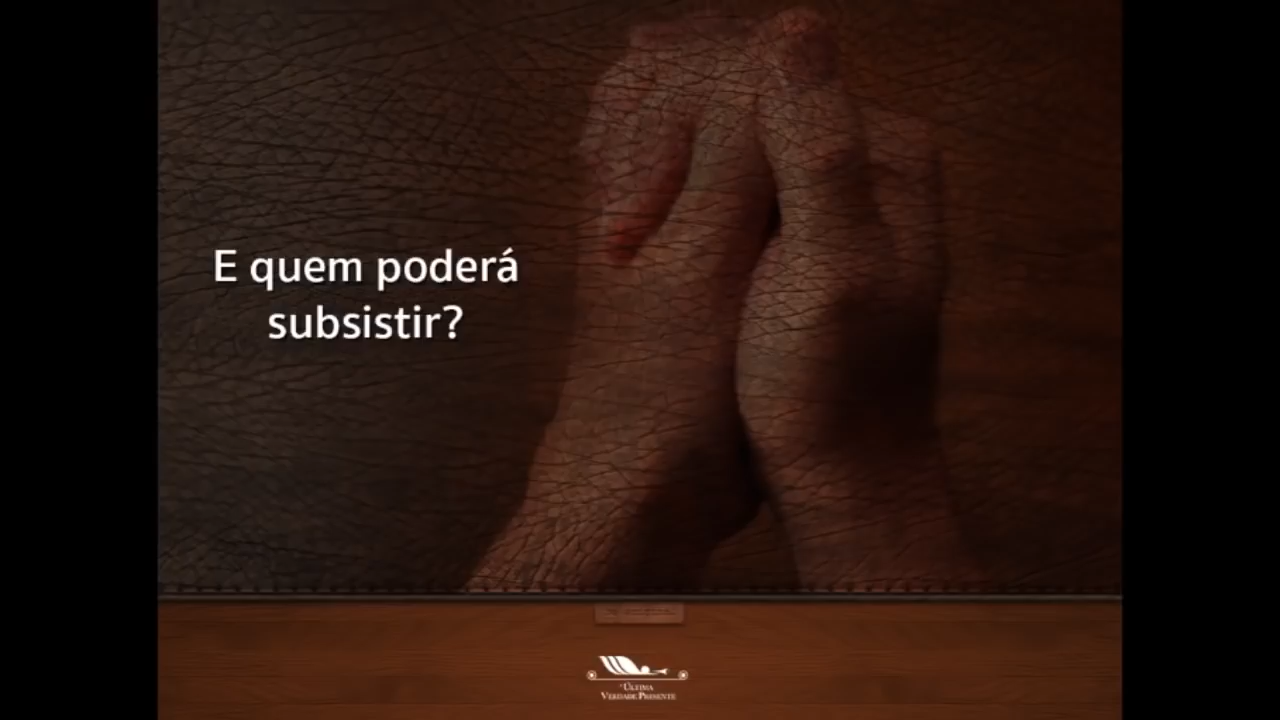 E quem poderá
subsistir?
Última
Verdade Presente